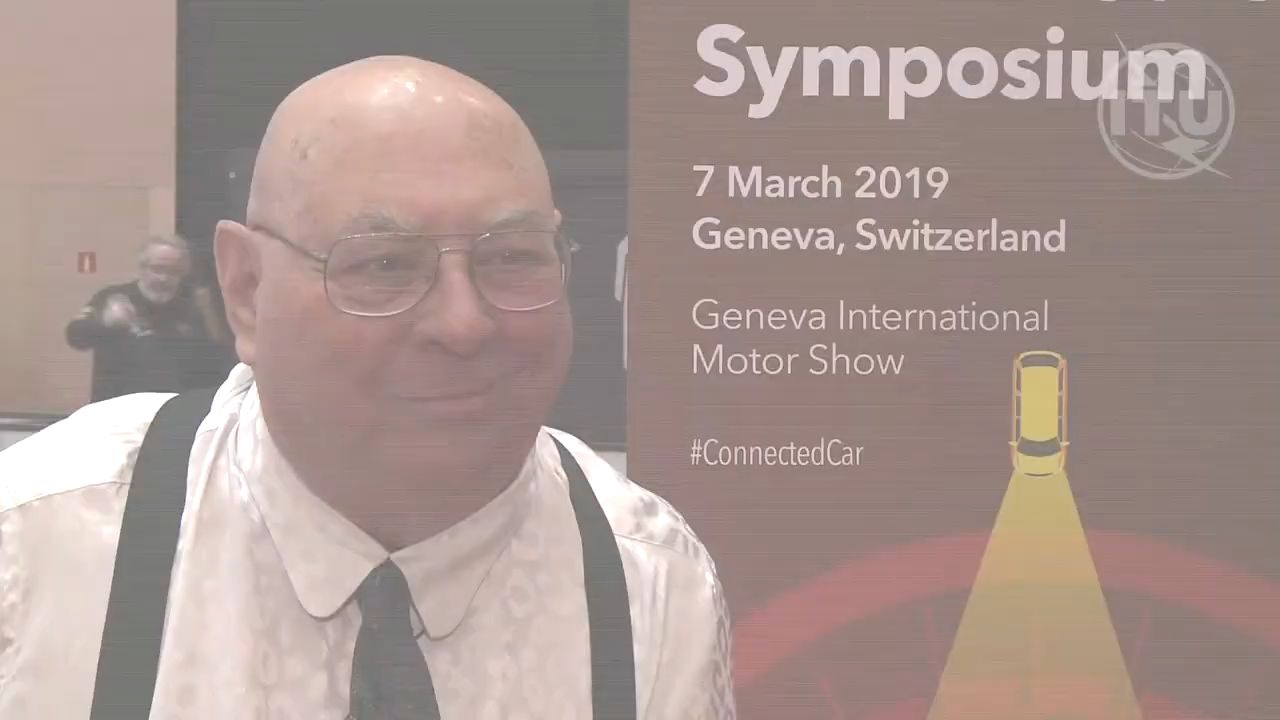 Symposium
ITU
7 March 2019
Geneva, Switzerland
Geneva International
Motor Show
#ConnectedCar